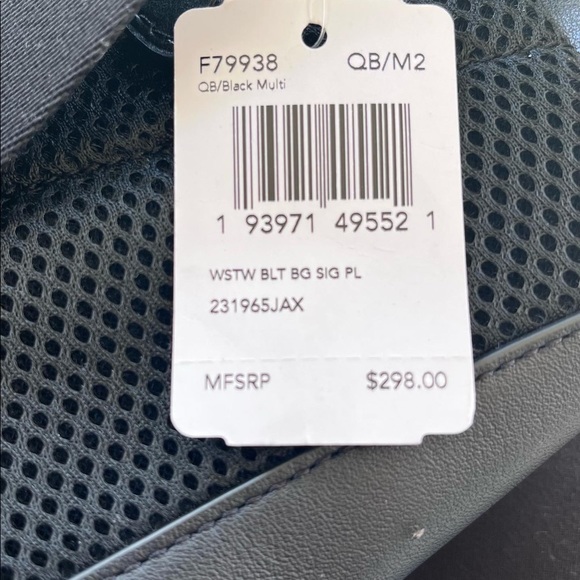 F79938 QB/M2
QB/Black Multi
1 93971 49552 1
WSTW BLT BG SIG PL
231965JAX
MFSRP $298.00